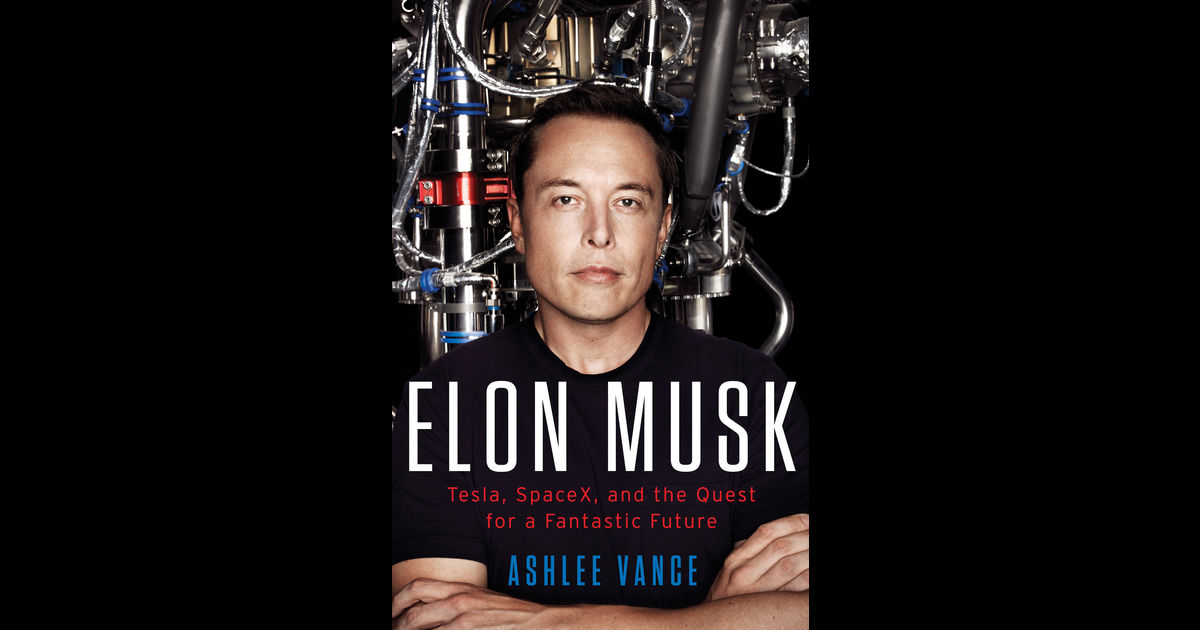 ELON MUSK
Tesla, SpaceX, and the Quest
for a Fantastic Future
ASHLEE VANCE